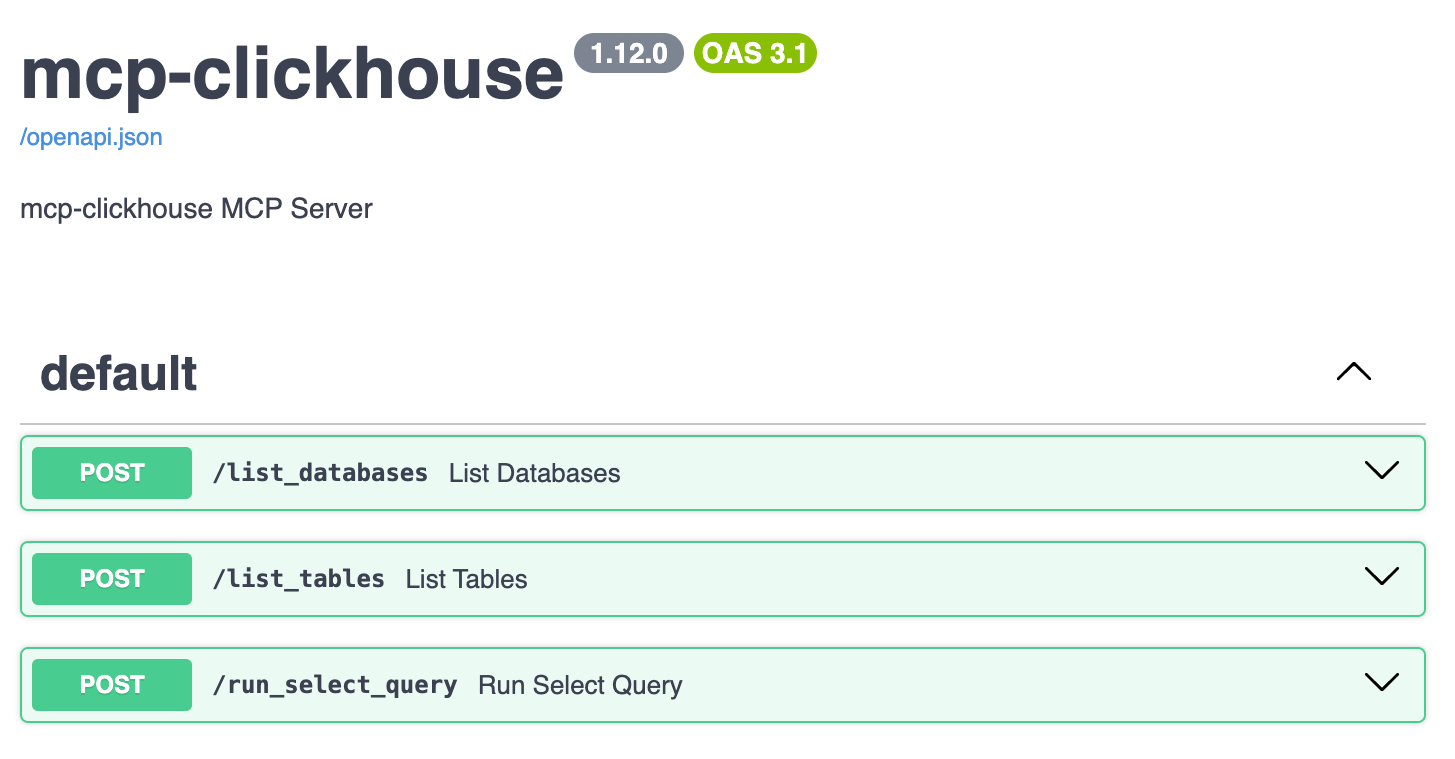 mcp-clickhouse 1.12.0 OAS 3.1
/openapi.json
mcp-clickhouse MCP Server
default
POST /list_databases List Databases
POST /list_tables List Tables
POST /run_select_query Run Select Query